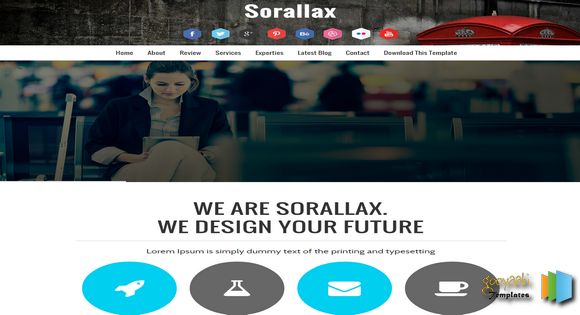 Sorallax
Home About Review Services Experties Latest Blog Contact Download This Template
WE ARE SORALLAX.
WE DESIGN YOUR FUTURE
Lorem Ipsum is simply dummy text of the printing and typesetting
gooyaabi
Templates